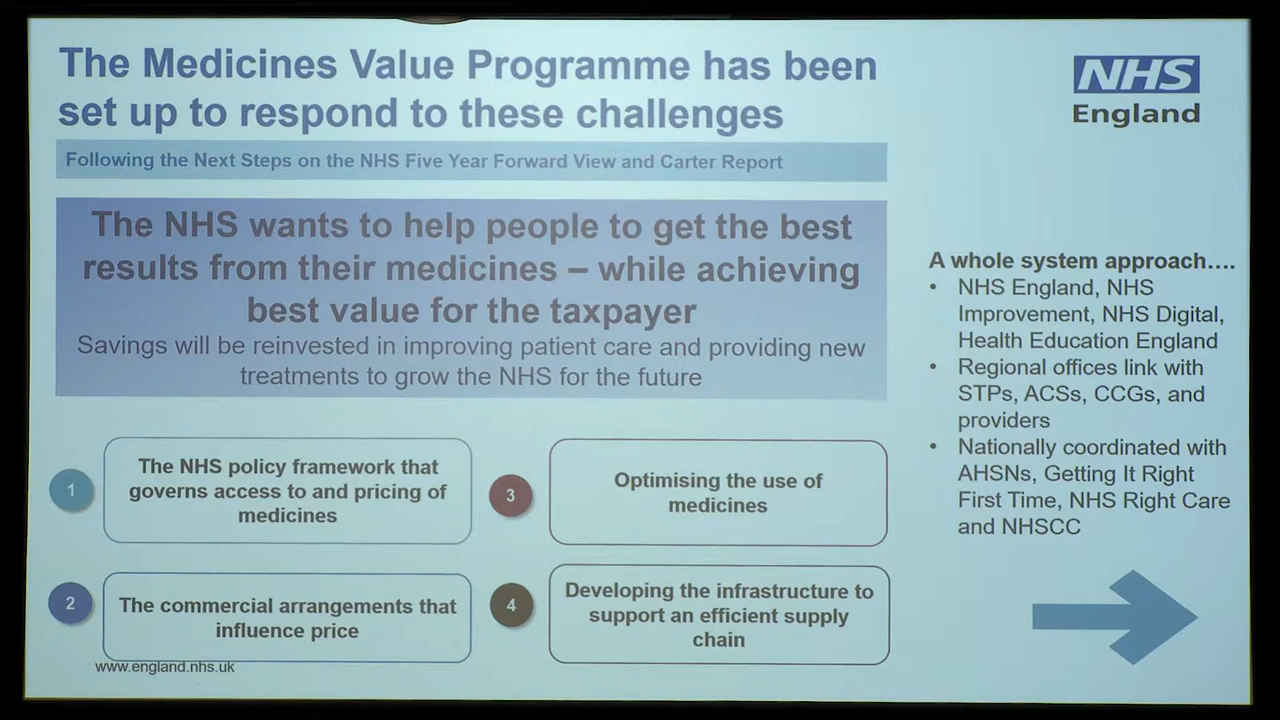 The Medicines Value Programme has been
set up to respond to these challenges
NHS
England
Following the Next Steps on the NHS Five Year Forward View and Carter Report
The NHS wants to help people to get the best
results from their medicines – while achieving
best value for the taxpayer
Savings will be reinvested in improving patient care and providing new
treatments to grow the NHS for the future
1
The NHS policy framework that
governs access to and pricing of
medicines
2
The commercial arrangements that
influence price
3
Optimising the use of
medicines
4
Developing the infrastructure to
support an efficient supply
chain
A whole system approach....
• NHS England, NHS
Improvement, NHS Digital,
Health Education England
• Regional offices link with
STPs, ACSs, CCGs, and
providers
• Nationally coordinated with
AHSNs, Getting It Right
First Time, NHS Right Care
and NHSCC
www.england.nhs.uk